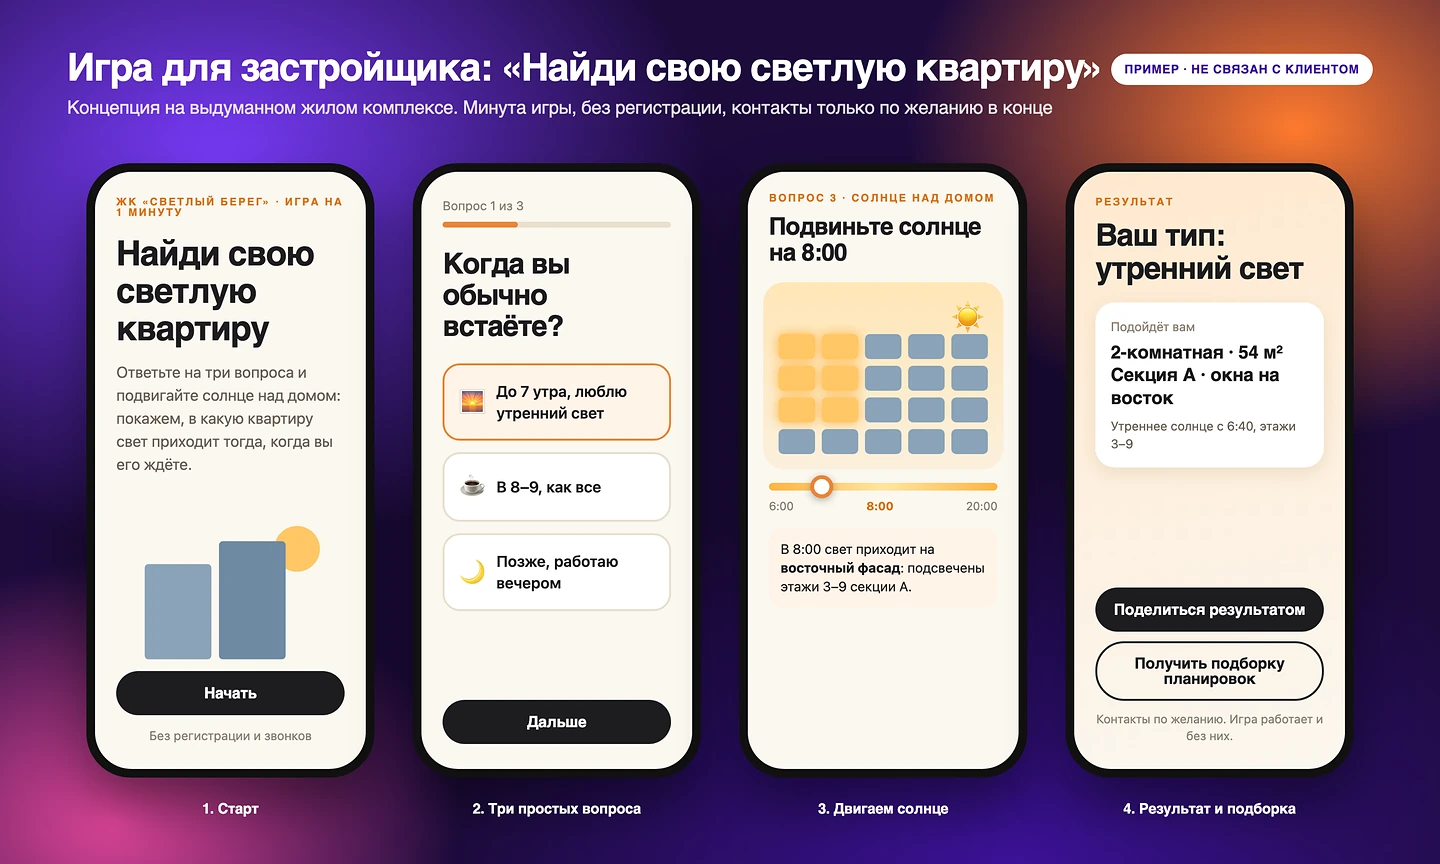 Игра для застройщика: «Найди свою светлую квартиру»
ПРИМЕР · НЕ СВЯЗАН С КЛИЕНТОМ
Концепция на выдуманном жилом комплексе. Минута игры, без регистрации, контакты только по желанию в конце
ЖК «СВЕТЛЫЙ БЕРЕГ» · ИГРА НА
1 МИНУТУ
Найди свою
светлую
квартиру
Ответьте на три вопроса и
подвигайте солнце над домом:
покажем, в какую квартиру
свет приходит тогда, когда вы
его ждёте.
Начать
Без регистрации и звонков
1. Старт
Вопрос 1 из 3
Когда вы
обычно
встаёте?
До 7 утра, люблю
утренний свет
В 8–9, как все
Позже, работаю
вечером
Дальше
2. Три простых вопроса
ВОПРОС 3 · СОЛНЦЕ НАД ДОМОМ
Подвиньте солнце
на 8:00
6:00 8:00 20:00
В 8:00 свет приходит на
восточный фасад: подсвечены
этажи 3–9 секции А.
3. Двигаем солнце
РЕЗУЛЬТАТ
Ваш тип:
утренний свет
Подойдёт вам
2-комнатная · 54 м²
Секция А · окна на
восток
Утреннее солнце с 6:40, этажи
3–9
Поделиться результатом
Получить подборку
планировок
Контакты по желанию. Игра работает и
без них.
4. Результат и подборка